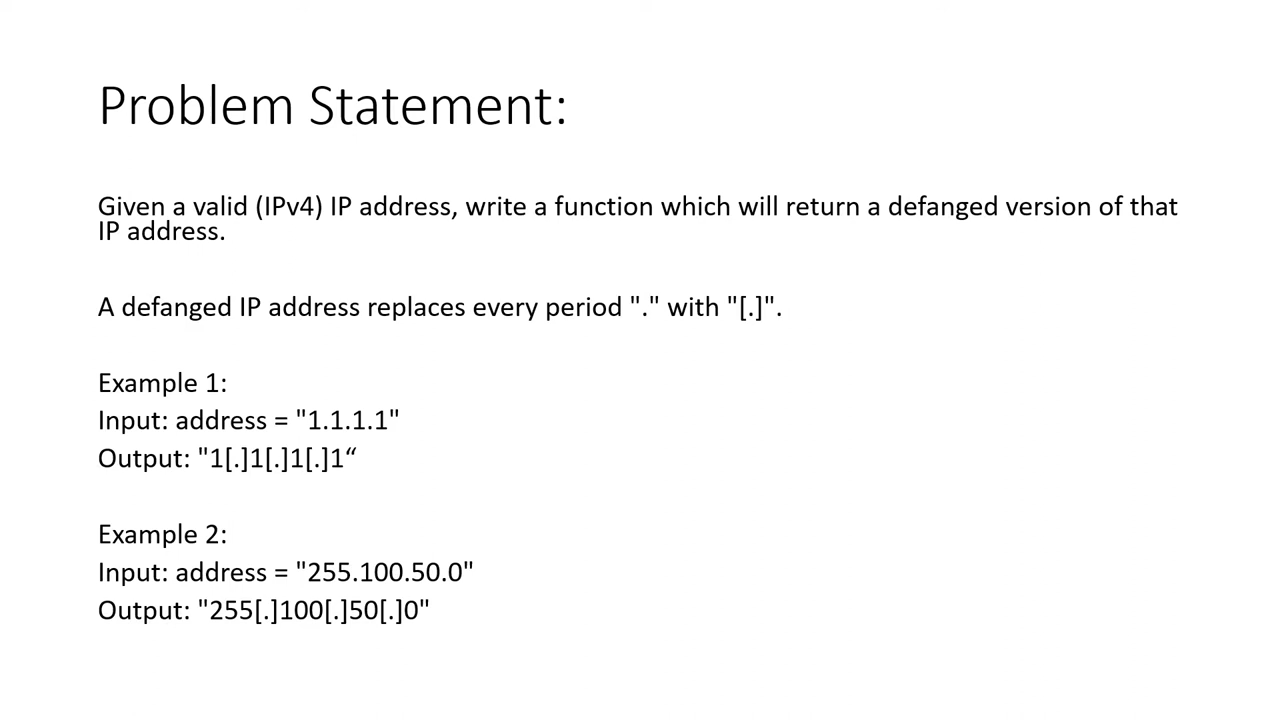 Problem Statement:
Given a valid (IPv4) IP address, write a function which will return a defanged version of that
IP address.
A defanged IP address replaces every period "." with "[.]".
Example 1:
Input: address = "1.1.1.1"
Output: "1[.]1[.]1[.]1“
Example 2:
Input: address = "255.100.50.0"
Output: "255[.]100[.]50[.]0"